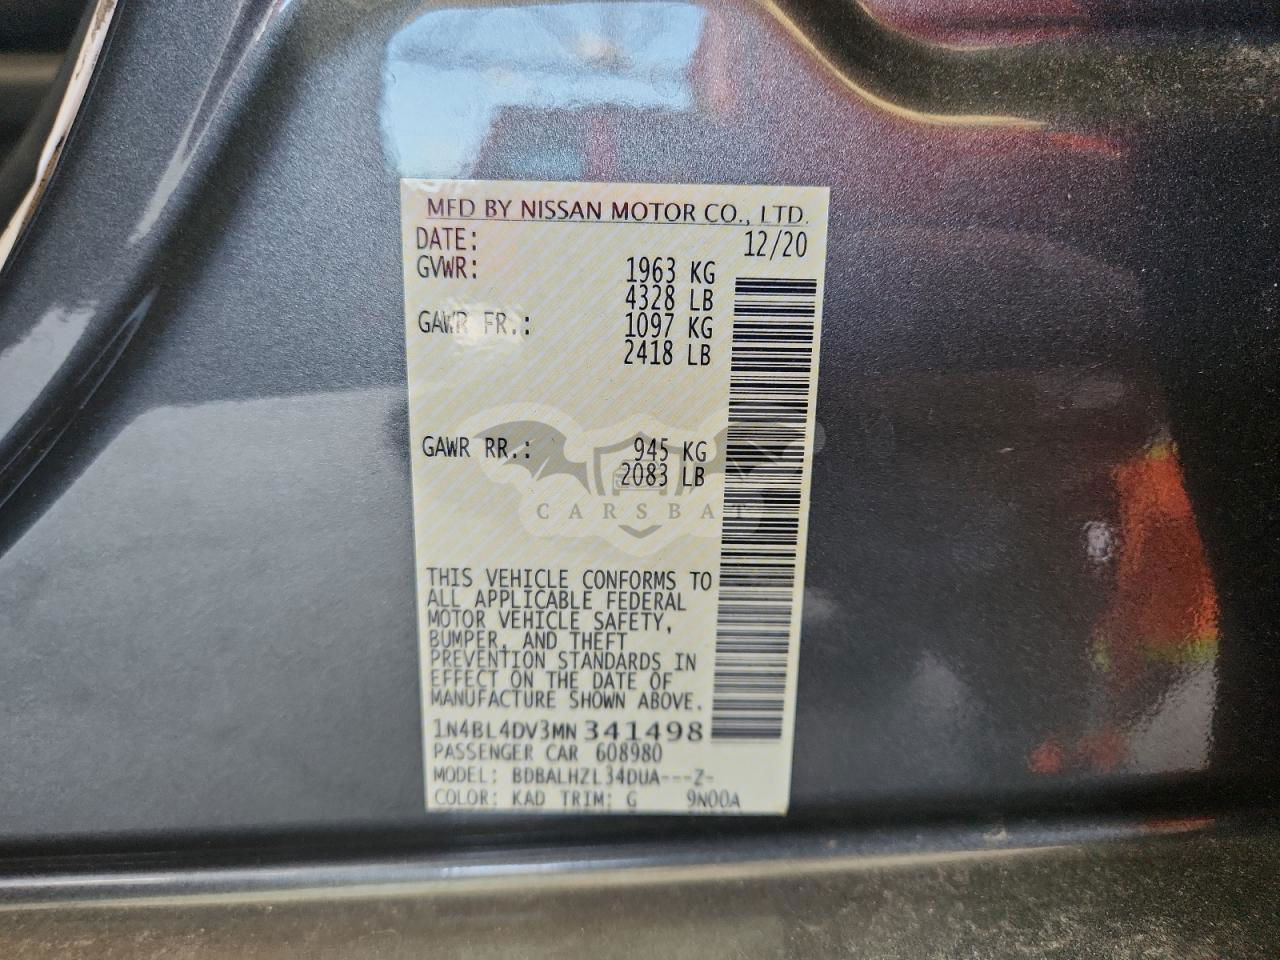 MFD BY NISSAN MOTOR CO., LTD.
DATE: 12/20
GVWR: 1963 KG
4328 LB
GAWR FR.: 1097 KG
2418 LB
GAWR RR.: 945 KG
2083 LB
CARSBAT
THIS VEHICLE CONFORMS TO
ALL APPLICABLE FEDERAL
MOTOR VEHICLE SAFETY,
BUMPER, AND THEFT
PREVENTION STANDARDS IN
EFFECT ON THE DATE OF
MANUFACTURE SHOWN ABOVE.
1N4BL4DV3MN341498
PASSENGER CAR 608980
MODEL: BDBALHZL34DUA---Z-
COLOR: KAD TRIM: G 9N00A